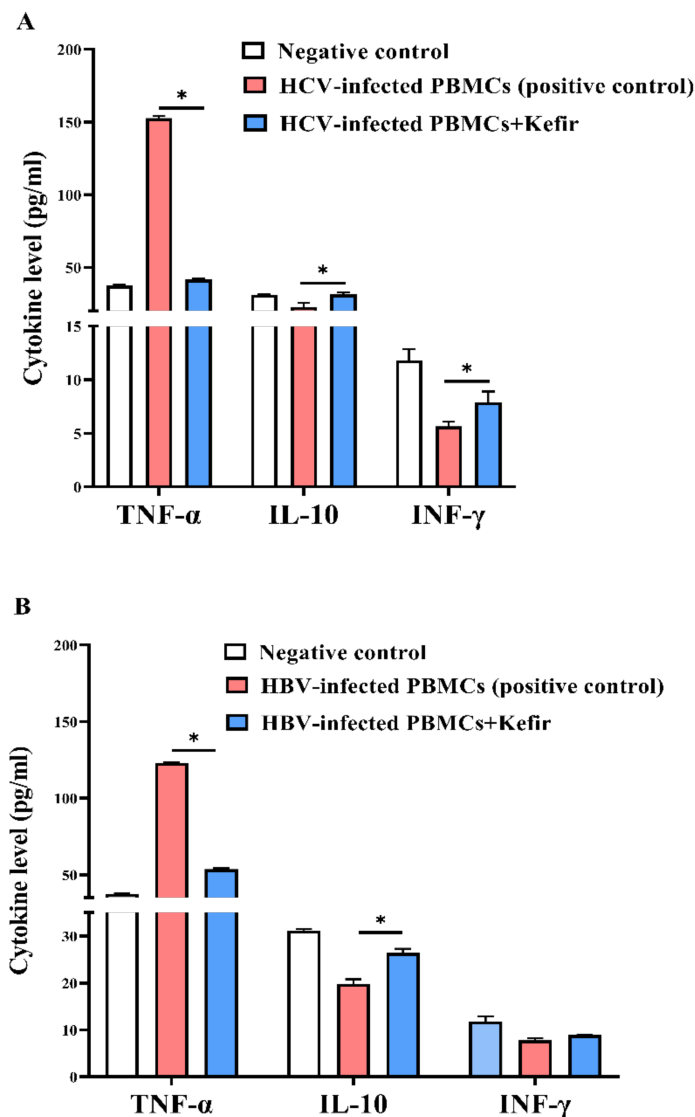 A
200
150
100
50
15
10
5
0
Cytokine level (pg/ml)
Negative control
HCV-infected PBMCs (positive control)
HCV-infected PBMCs+Kefir
*
*
*
TNF-α IL-10 INF-γ
B
200
150
100
50
30
20
10
0
Cytokine level (pg/ml)
Negative control
HBV-infected PBMCs (positive control)
HBV-infected PBMCs+Kefir
*
*
TNF-α IL-10 INF-γ